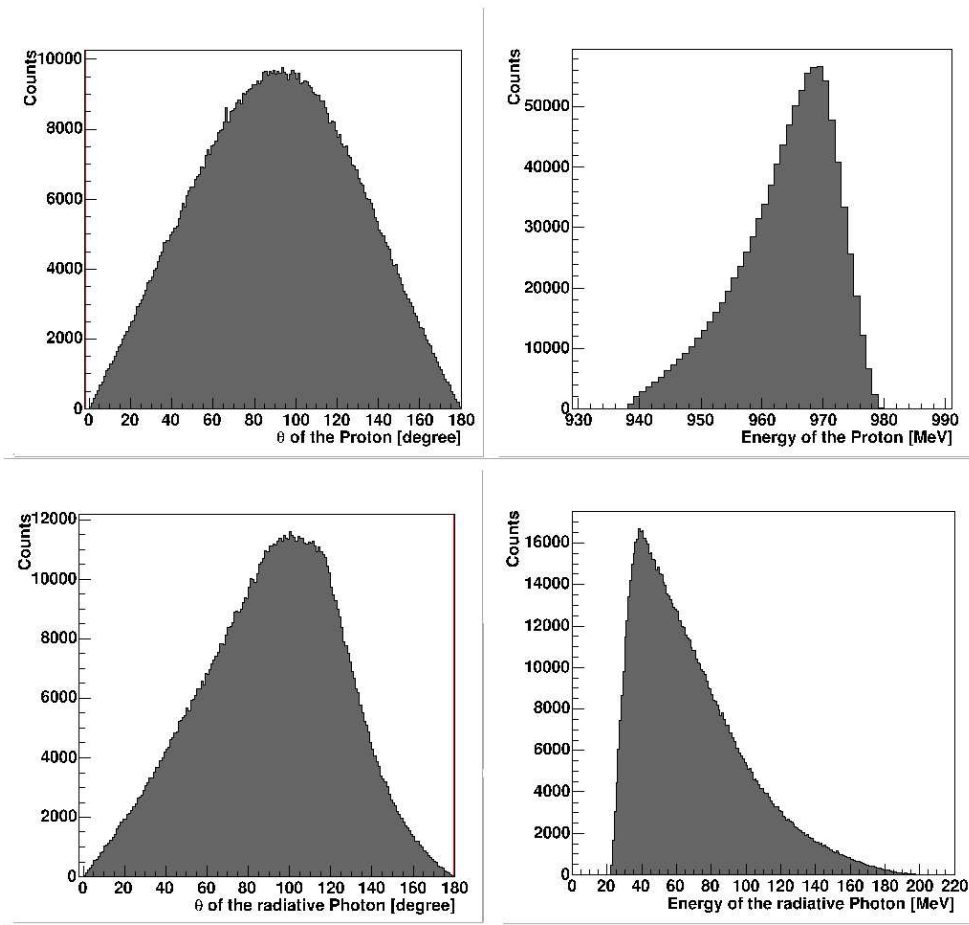 Counts
10000
8000
6000
4000
2000
0
0 20 40 60 80 100 120 140 160 180
θ of the Proton [degree]
Counts
50000
40000
30000
20000
10000
0
930 940 950 960 970 980 990
Energy of the Proton [MeV]
Counts
12000
10000
8000
6000
4000
2000
0
0 20 40 60 80 100 120 140 160 180
θ of the radiative Photon [degree]
Counts
16000
14000
12000
10000
8000
6000
4000
2000
0
0 20 40 60 80 100 120 140 160 180 200 220
Energy of the radiative Photon [MeV]